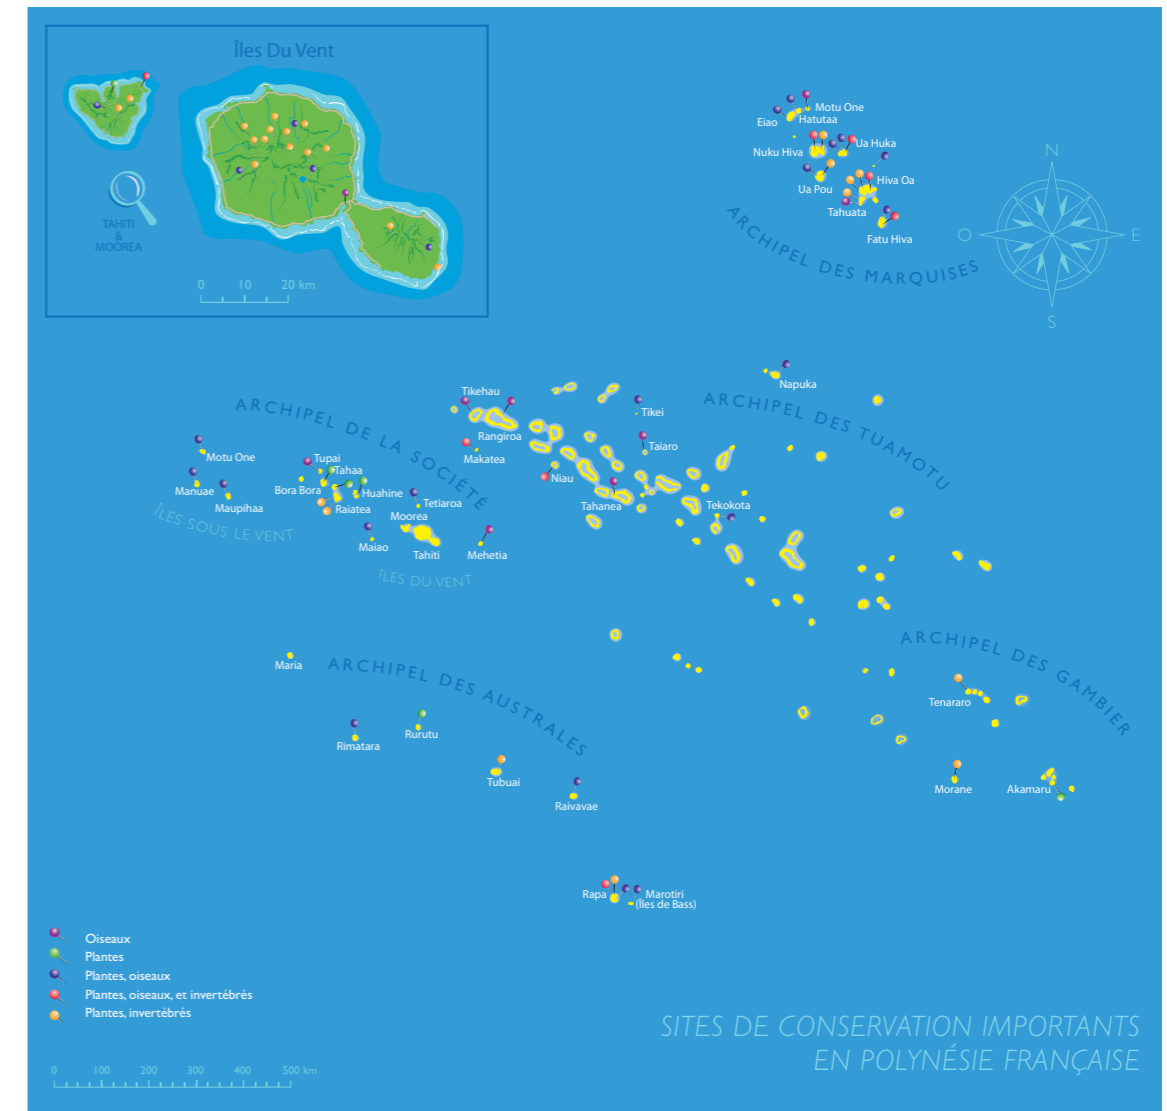 Îles Du Vent
TAHITI
&
MOOREA
0 10 20 km
Motu One
Hatutaa
Eiao
Nuku Hiva
Ua Huka
Ua Pou
Hiva Oa
Tahuata
Fatu Hiva
ARCHIPEL DES MARQUISES
N
O
E
S
Napuka
ARCHIPEL DES TUAMOTU
Tikehau
Rangiroa
Tikei
Taiaro
Makatea
Niau
Tahanea
Tekokota
ARCHIPEL DE LA SOCIÉTÉ
Motu One
Manuae
Maupihaa
Tupai
Tahaa
Bora Bora
Huahine
Raiatea
Tetiaroa
Moorea
Maiao
Tahiti
Mehetia
ÎLES SOUS LE VENT
ÎLES DU VENT
Maria
ARCHIPEL DES AUSTRALES
Rimatara
Rurutu
Tubuai
Raivavae
Rapa
Marotiri
(Îles de Bass)
ARCHIPEL DES GAMBIER
Tenararo
Morane
Akamaru
Oiseaux
Plantes
Plantes, oiseaux
Plantes, oiseaux, et invertébrés
Plantes, invertébrés
0 100 200 300 400 500 km
SITES DE CONSERVATION IMPORTANTS
EN POLYNÉSIE FRANÇAISE